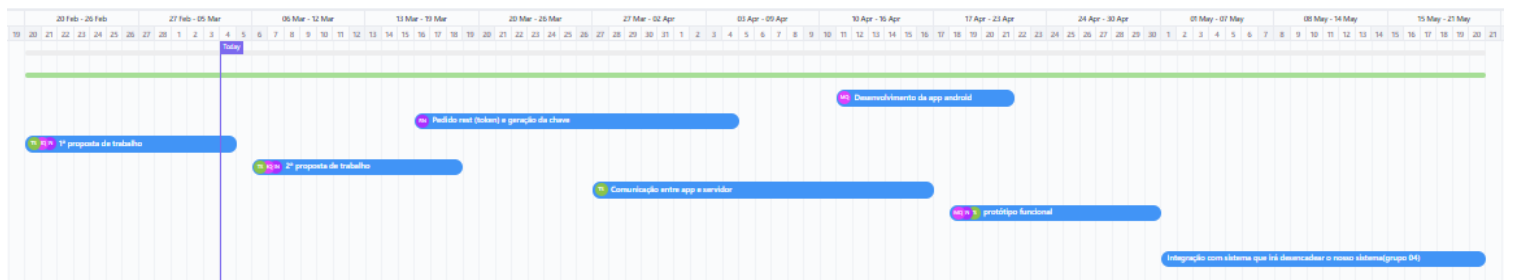 20 Feb - 26 Feb 27 Feb - 05 Mar 06 Mar - 12 Mar 13 Mar - 19 Mar 20 Mar - 26 Mar 27 Mar - 02 Apr 03 Apr - 09 Apr 10 Apr - 16 Apr 17 Apr - 23 Apr 24 Apr - 30 Apr 01 May - 07 May 08 May - 14 May 15 May - 21 May
19 20 21 22 23 24 25 26 27 28 1 2 3 4 5 6 7 8 9 10 11 12 13 14 15 16 17 18 19 20 21 22 23 24 25 26 27 28 29 30 31 1 2 3 4 5 6 7 8 9 10 11 12 13 14 15 16 17 18 19 20 21 22 23 24 25 26 27 28 29 30 1 2 3 4 5 6 7 8 9 10 11 12 13 14 15 16 17 18 19 20 21
Today
MQ Desenvolvimento da app android
RM Pedido rest (token) e geração da chave
TS 1ª proposta de trabalho
TS 2ª proposta de trabalho
TS Comunicação entre app e servidor
MQ protótipo funcional
Integração com sistema que irá desencadear o nosso sistema(grupo 04)